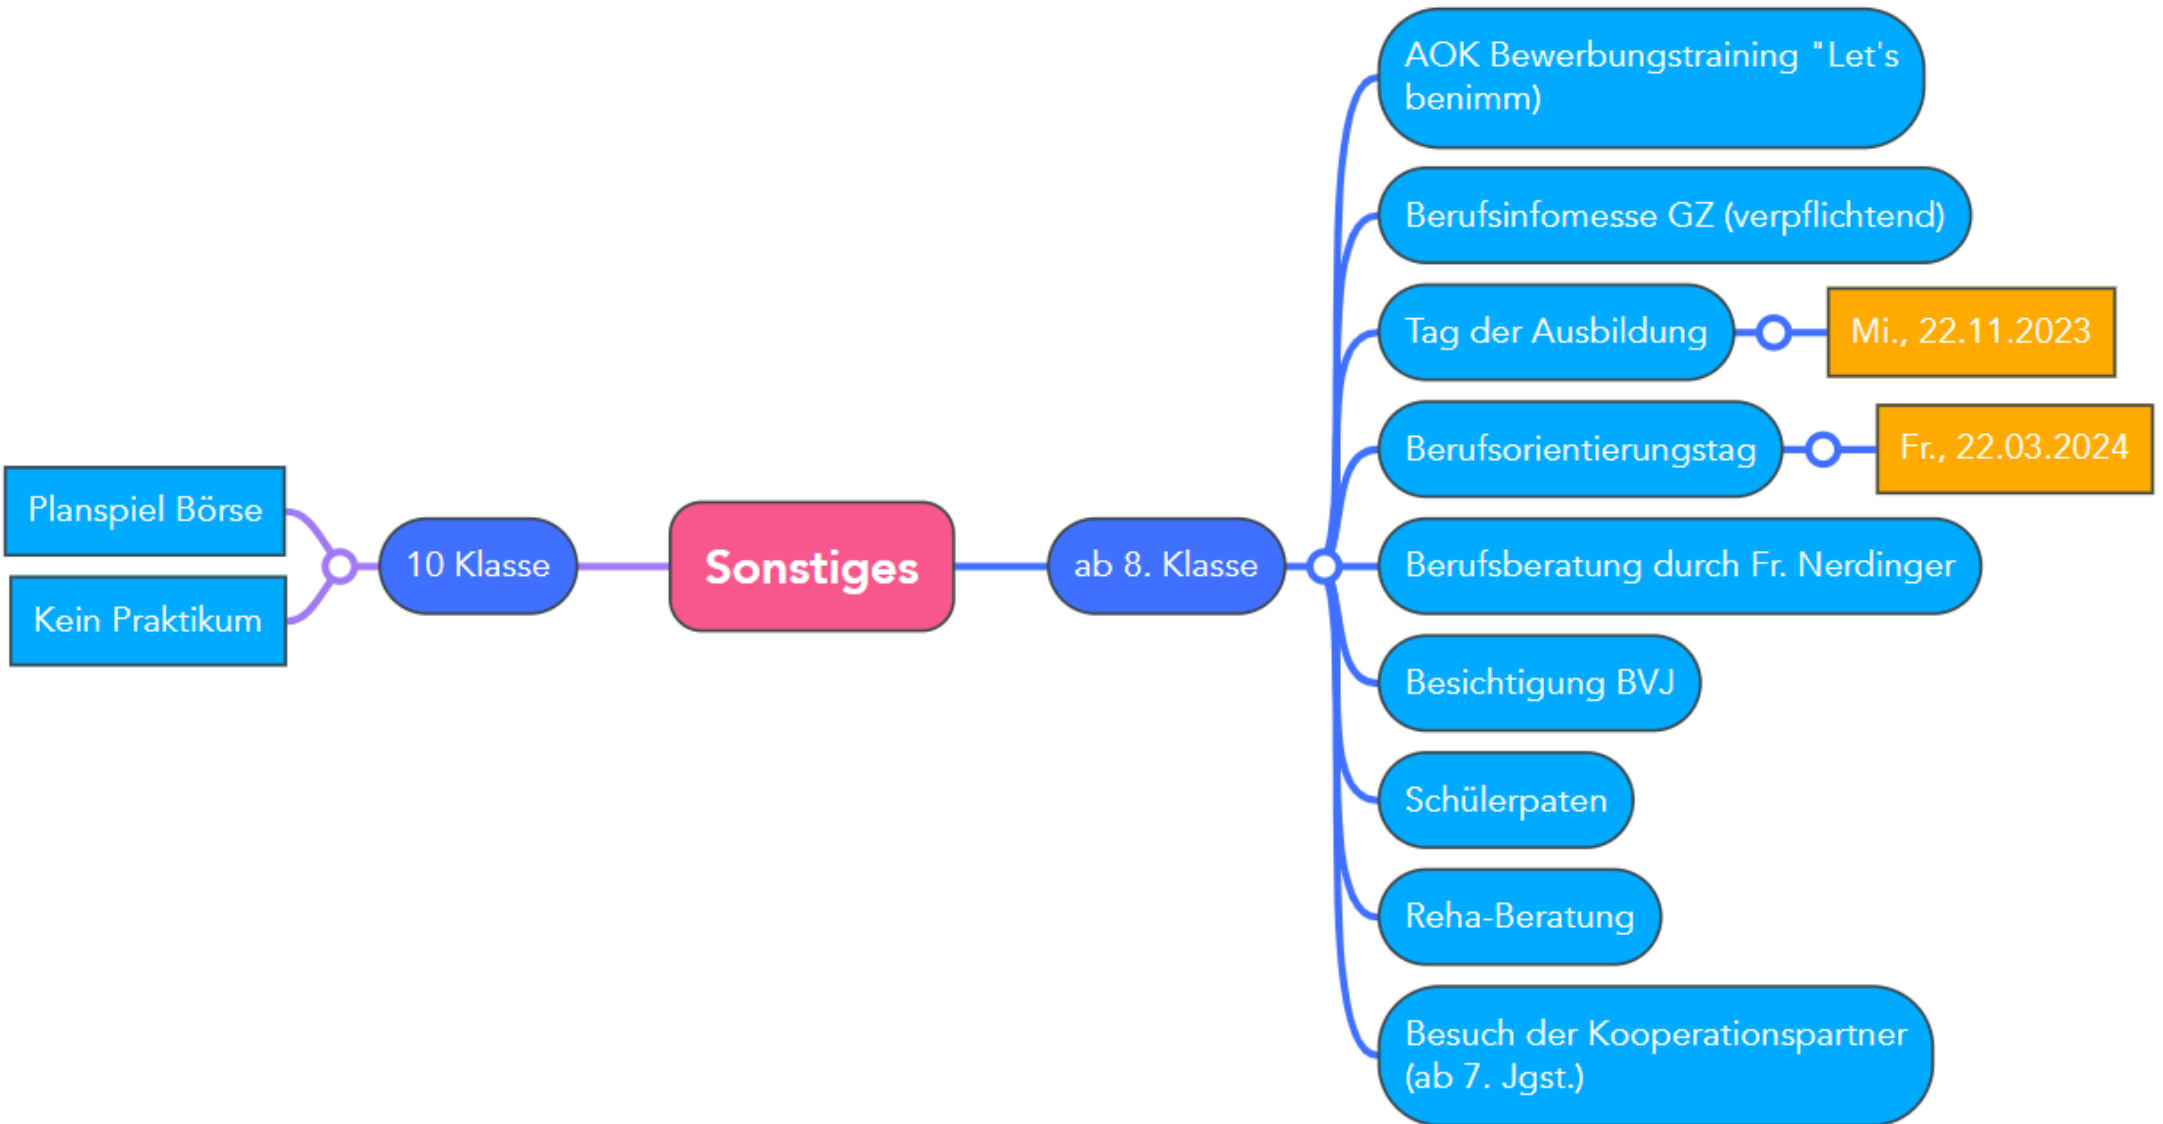 AOK Bewerbungstraining "Let's
benimm)
Berufsinfomesse GZ (verpflichtend)
Tag der Ausbildung
Mi., 22.11.2023
Berufsorientierungstag
Fr., 22.03.2024
Planspiel Börse
Kein Praktikum
10 Klasse
Sonstiges
ab 8. Klasse
Berufsberatung durch Fr. Nerdinger
Besichtigung BVJ
Schülerpaten
Reha-Beratung
Besuch der Kooperationspartner
(ab 7. Jgst.)